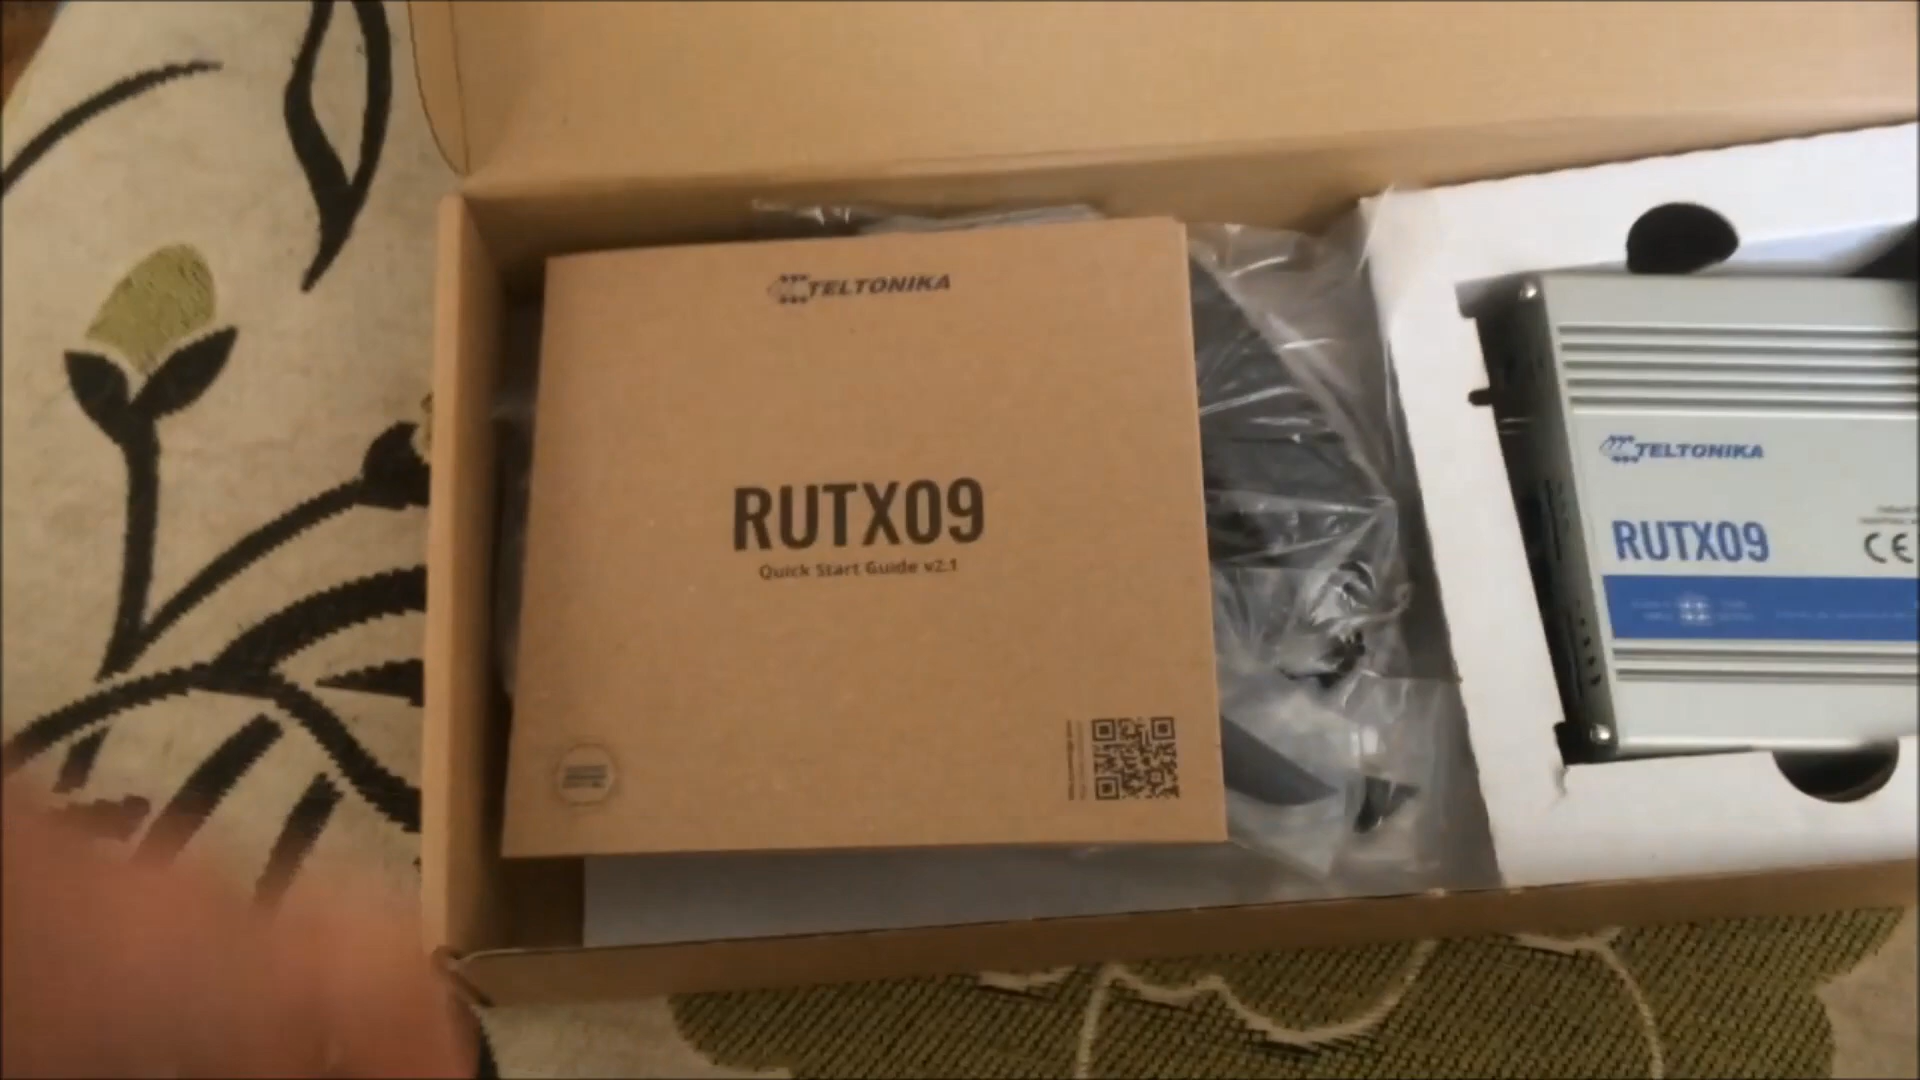 TELTONIKA
RUTX09
Quick Start Guide v2.1
TELTONIKA
RUTX09
CE